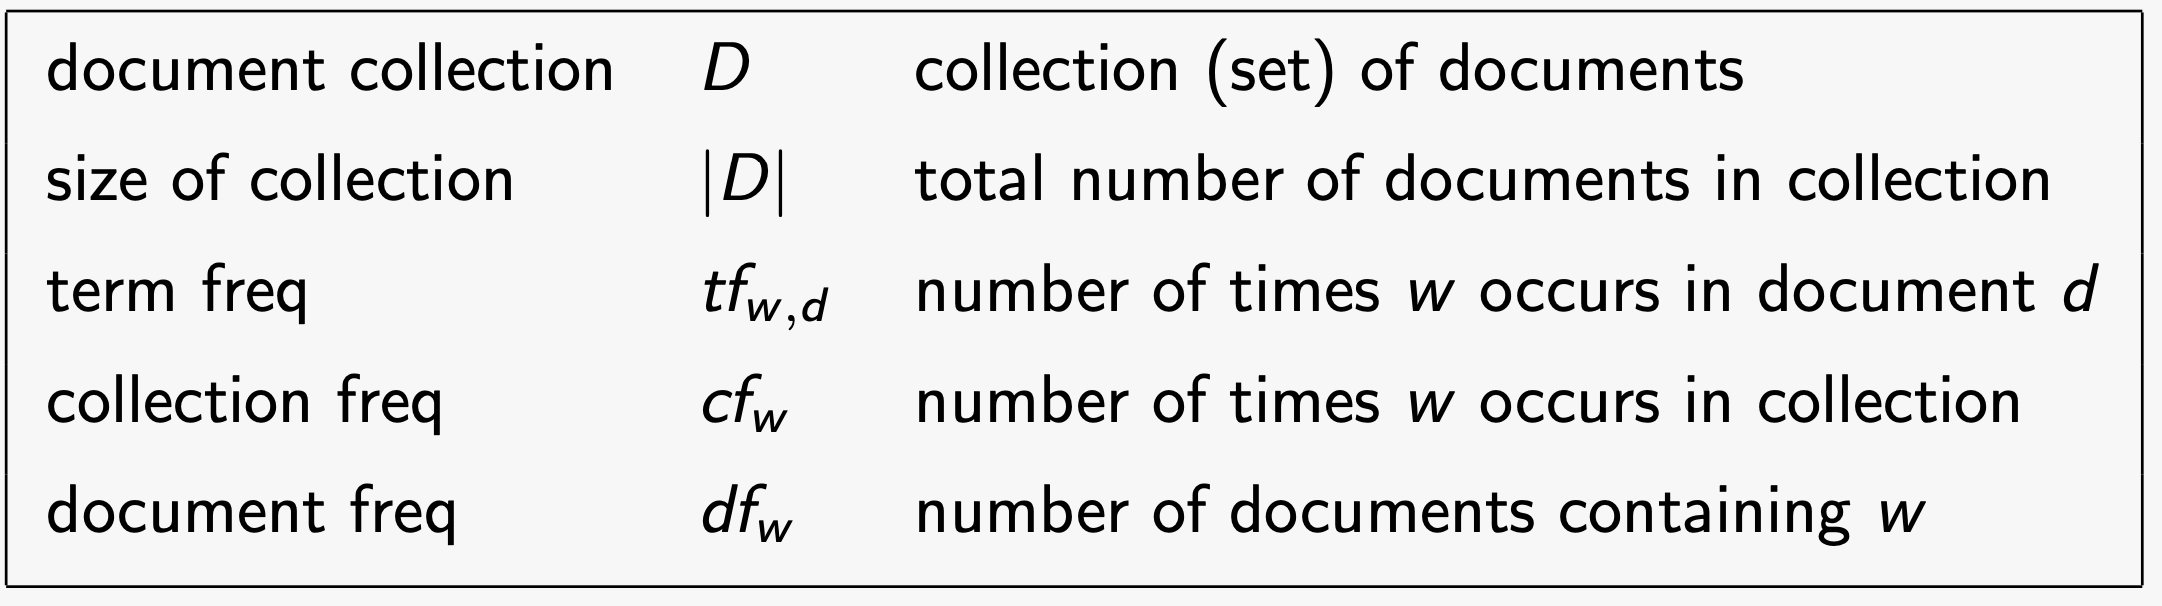 document collection D collection (set) of documents
size of collection |D| total number of documents in collection
term freq tf_{w,d} number of times w occurs in document d
collection freq cf_w number of times w occurs in collection
document freq df_w number of documents containing w